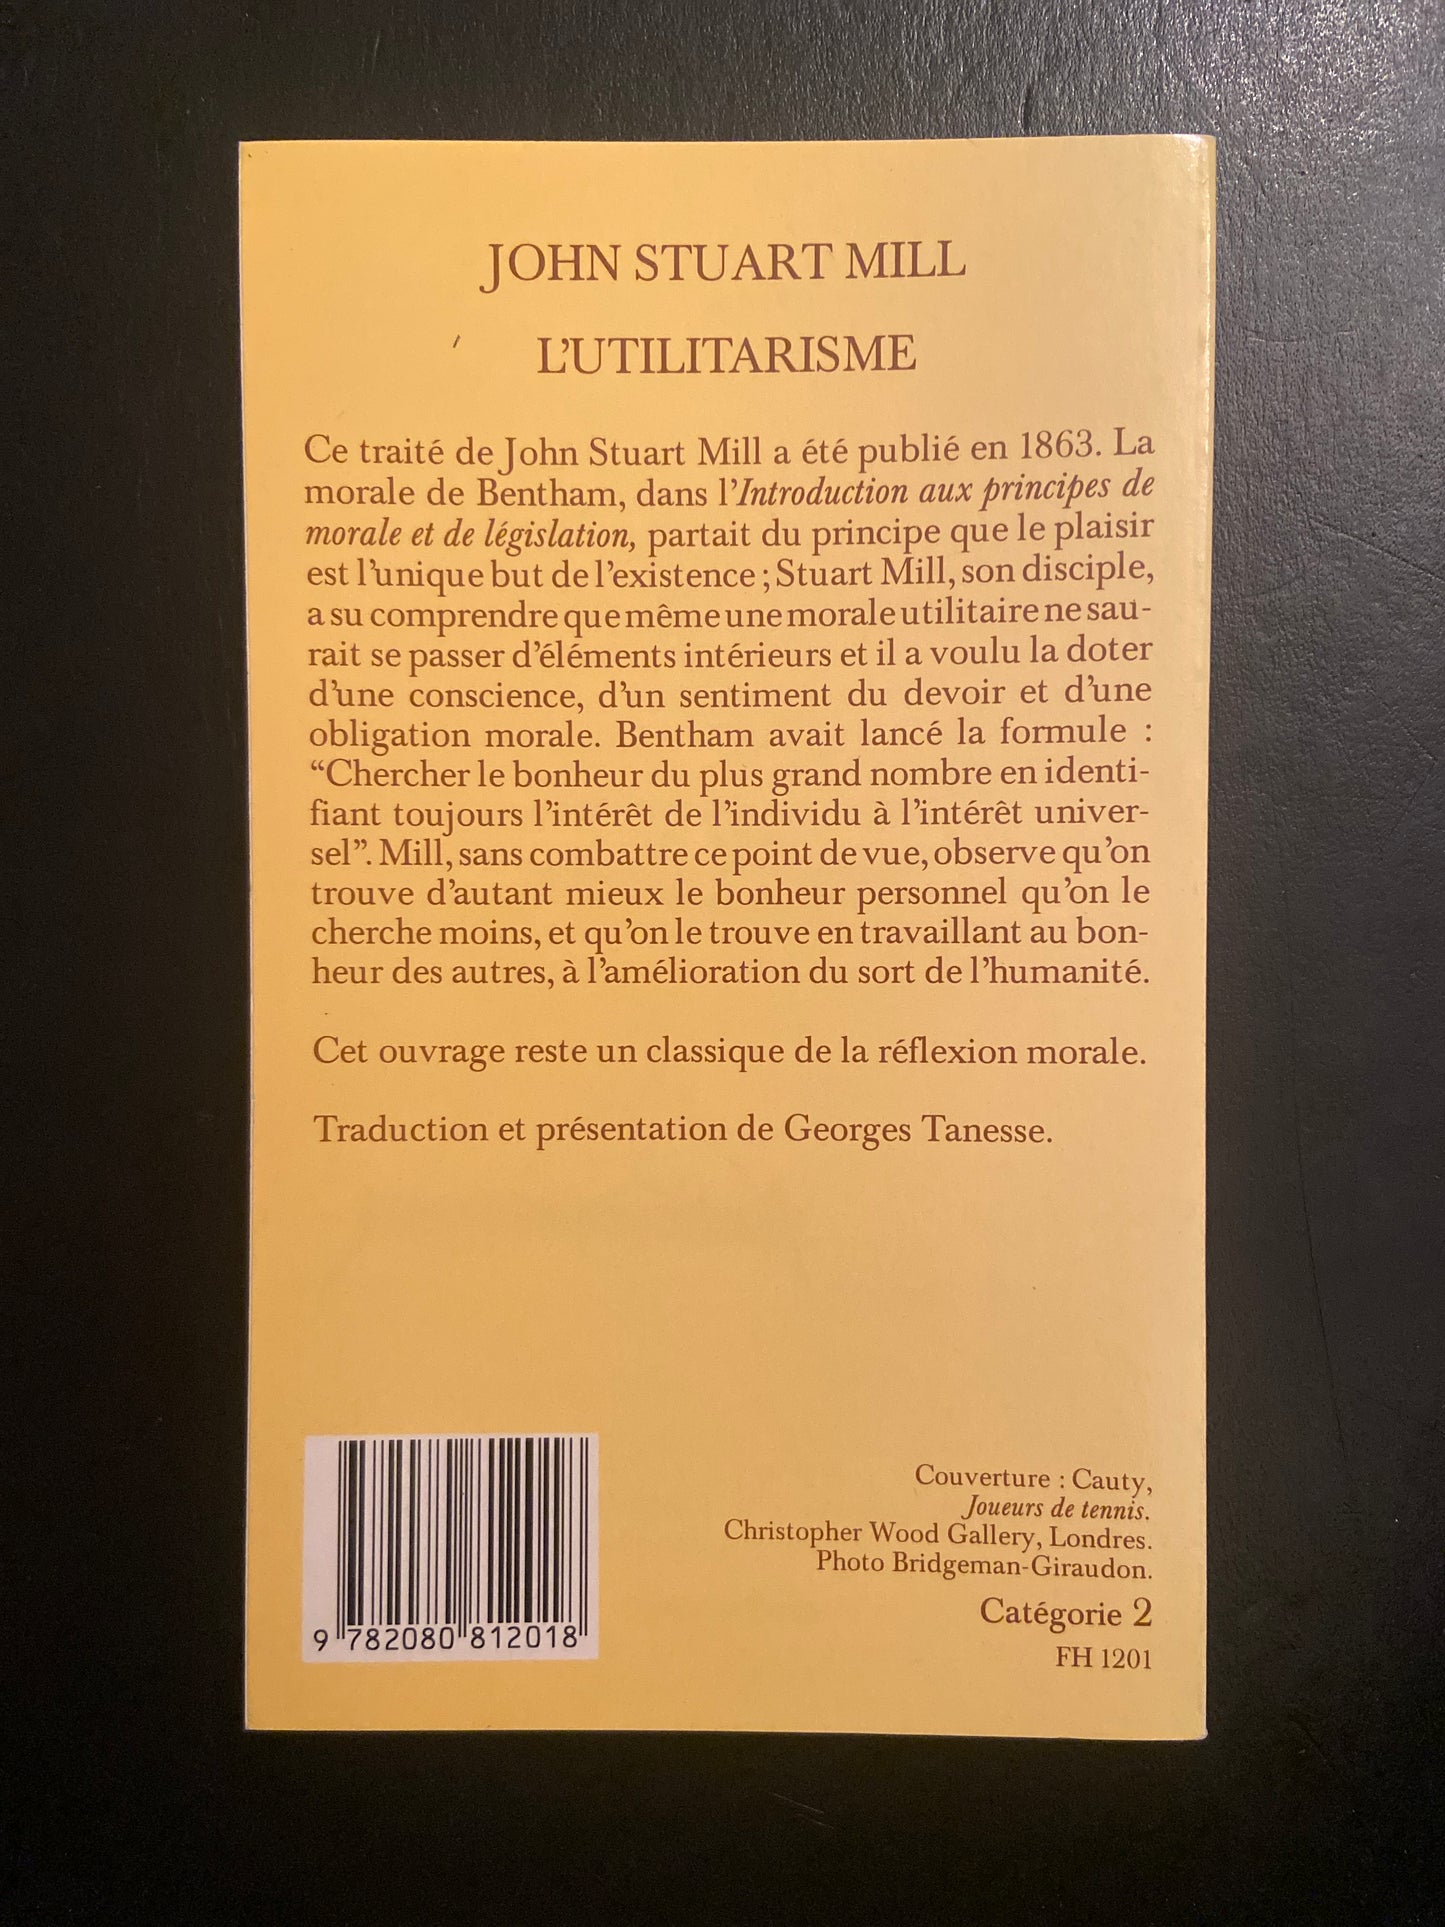 JOHN STUART MILL
L'UTILITARISME
Ce traité de John Stuart Mill a été publié en 1863. La
morale de Bentham, dans l'Introduction aux principes de
morale et de législation, partait du principe que le plaisir
est l'unique but de l'existence ; Stuart Mill, son disciple,
a su comprendre que même une morale utilitaire ne sau-
rait se passer d'éléments intérieurs et il a voulu la doter
d'une conscience, d'un sentiment du devoir et d'une
obligation morale. Bentham avait lancé la formule :
“Chercher le bonheur du plus grand nombre en identi-
fiant toujours l'intérêt de l'individu à l'intérêt univer-
sel”. Mill, sans combattre ce point de vue, observe qu'on
trouve d'autant mieux le bonheur personnel qu'on le
cherche moins, et qu'on le trouve en travaillant au bon-
heur des autres, à l'amélioration du sort de l'humanité.
Cet ouvrage reste un classique de la réflexion morale.
Traduction et présentation de Georges Tanesse.
Couverture : Cauty,
Joueurs de tennis.
Christopher Wood Gallery, Londres.
Photo Bridgeman-Giraudon.
Catégorie 2
FH 1201
9 782080 812018